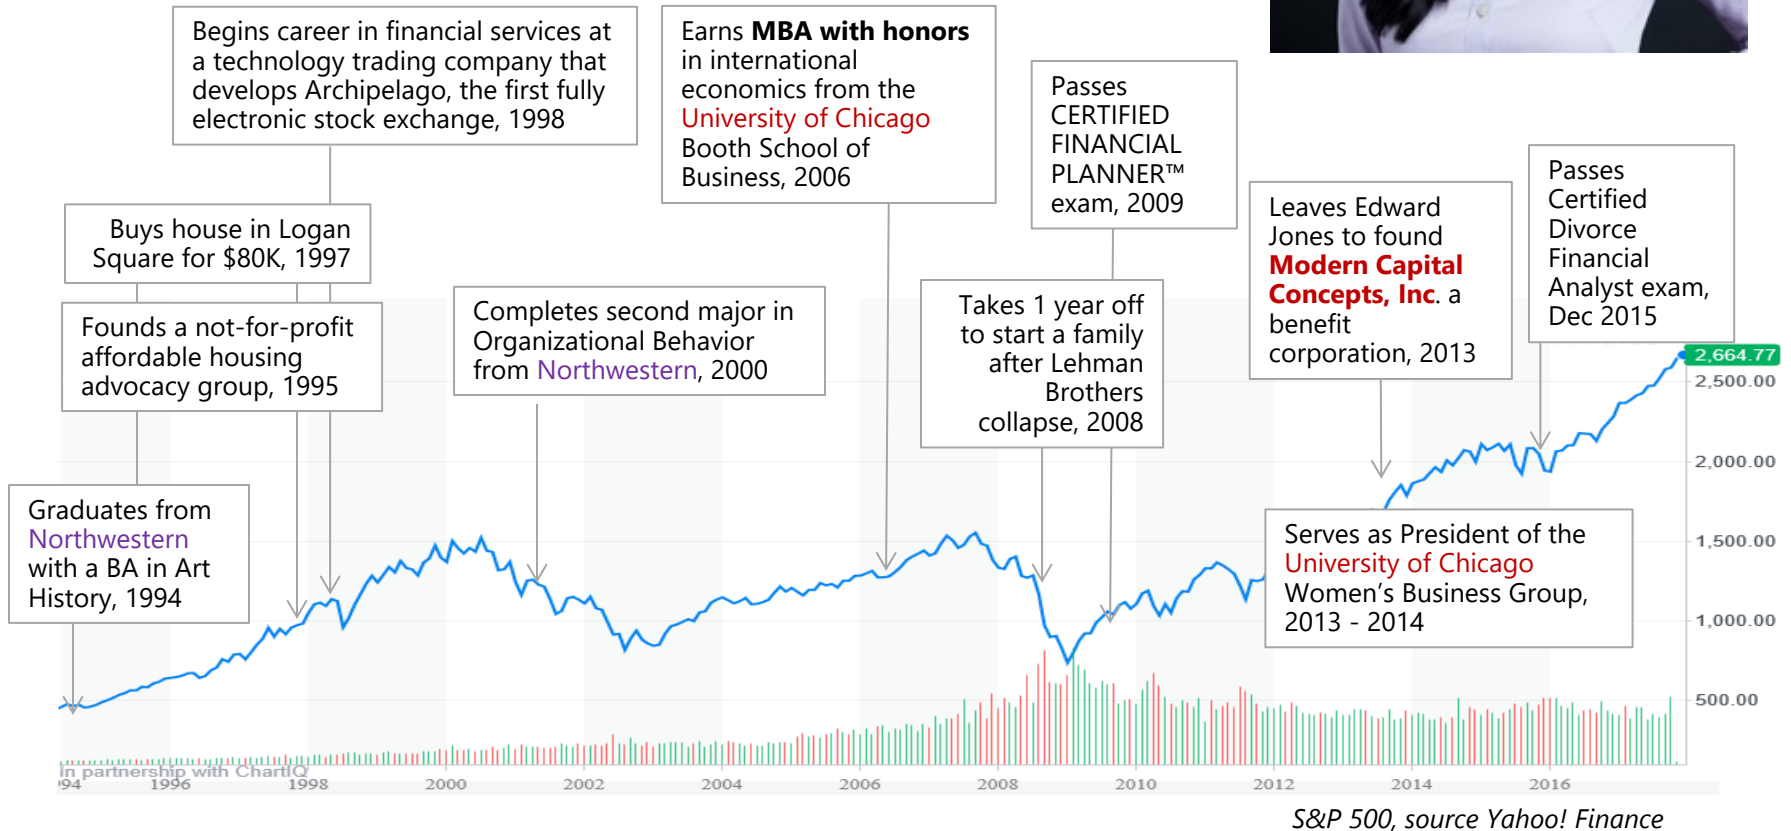 Begins career in financial services at
a technology trading company that
develops Archipelago, the first fully
electronic stock exchange, 1998
Earns MBA with honors
in international
economics from the
University of Chicago
Booth School of
Business, 2006
Passes
CERTIFIED
FINANCIAL
PLANNER™
exam, 2009
Passes
Certified
Divorce
Financial
Analyst exam,
Dec 2015
Leaves Edward
Jones to found
Modern Capital
Concepts, Inc. a
benefit
corporation, 2013
Buys house in Logan
Square for $80K, 1997
Founds a not-for-profit
affordable housing
advocacy group, 1995
Completes second major in
Organizational Behavior
from Northwestern, 2000
Takes 1 year off
to start a family
after Lehman
Brothers
collapse, 2008
Graduates from
Northwestern
with a BA in Art
History, 1994
Serves as President of the
University of Chicago
Women's Business Group,
2013 - 2014
2,664.77
2,500.00
2,000.00
1,500.00
1,000.00
500.00
In partnership with ChartIQ
'94 1996 1998 2000 2002 2004 2006 2008 2010 2012 2014 2016
S&P 500, source Yahoo! Finance